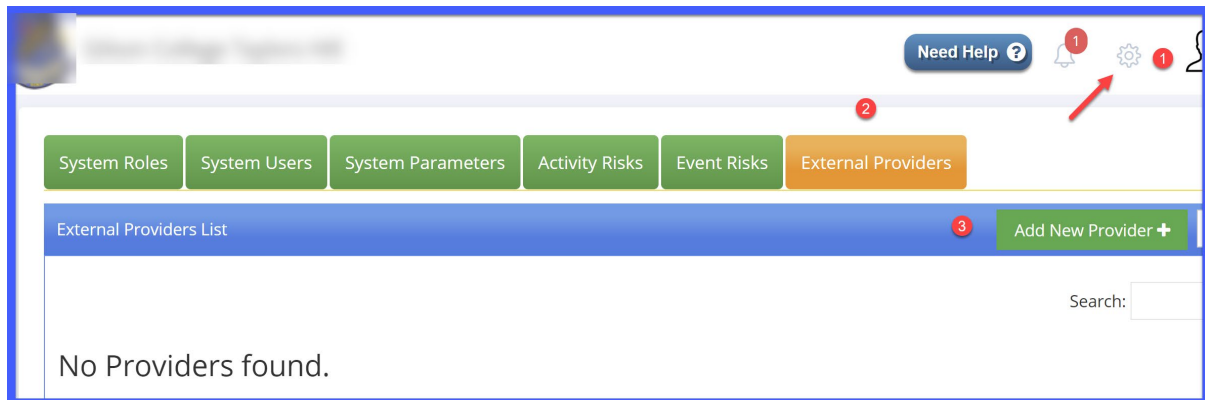 Need Help ?
1
1
2
System Roles System Users System Parameters Activity Risks Event Risks External Providers
External Providers List 3 Add New Provider +
Search:
No Providers found.